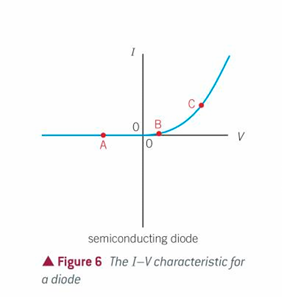 I
C
B
0
V
A
0
semiconducting diode
▲ Figure 6 The I–V characteristic for
a diode